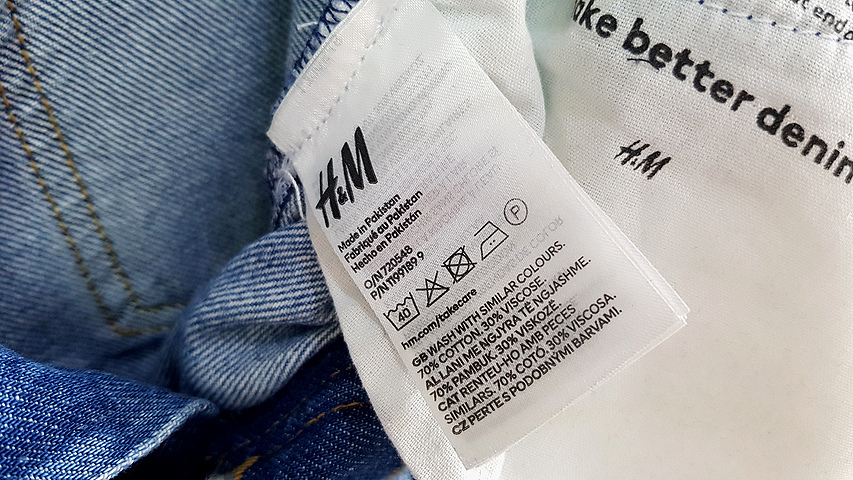 H&M
Made in Pakistan
Fabriqué au Pakistan
Hecho en Pakistán
O/N 720548
P/N 1199189 9
40
P
hm.com/takecare
GB WASH WITH SIMILAR COLOURS.
70% COTTON, 30% VISCOSE.
AL LANI ME NGJYRA TË NGJASHME.
70% PAMBUK, 30% VISKOZË.
CAT RENTEU-HO AMB PECES
SIMILARS. 70% COTÓ, 30% VISCOSA.
CZ PERTE S PODOBNÝMI BARVAMI.
better denim
H&M